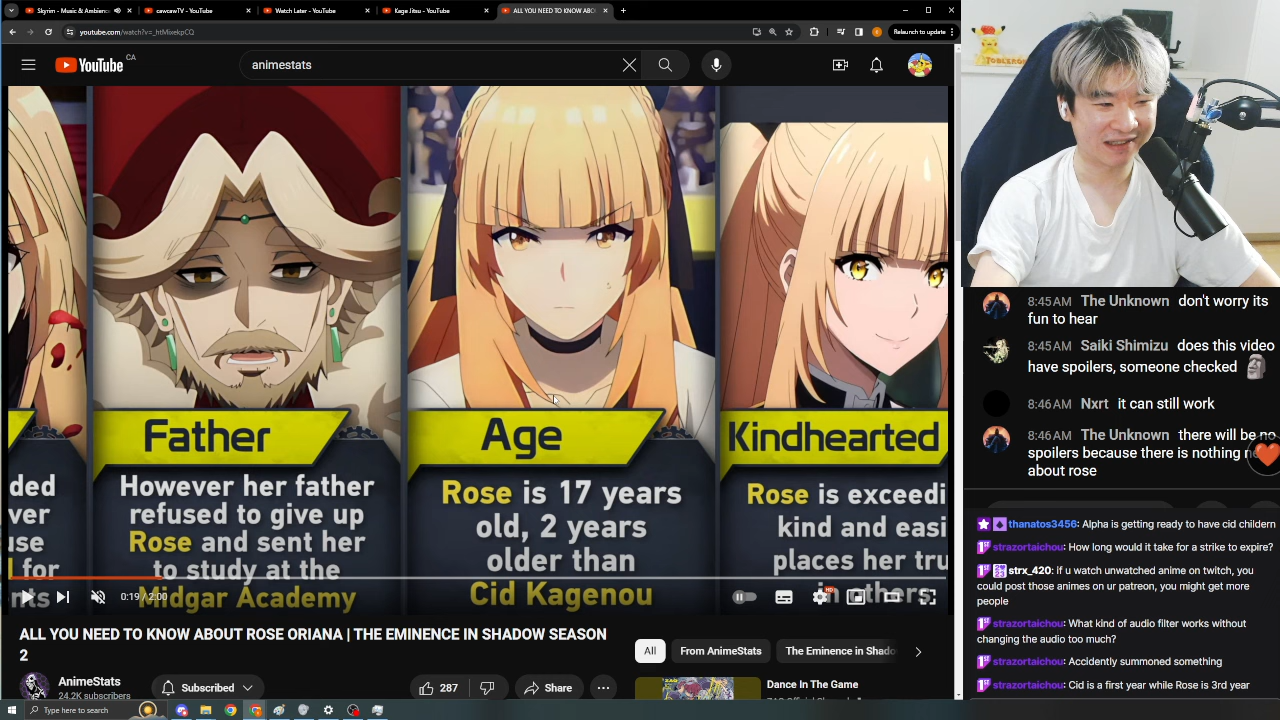 Skyrim - Music & Ambienc
cawcawTV - YouTube
Watch Later - YouTube
Kage Jitsu - YouTube
ALL YOU NEED TO KNOW ABO
youtube.com/watch?v=_htMixekpCQ
Relaunch to update
YouTube CA
animestats
TOBLERON
Father
However her father
refused to give up
Rose and sent her
to study at the
Midgar Academy
Age
Rose is 17 years
old, 2 years
older than
Cid Kagenou
Kindhearted
Rose is exceedi
kind and easi
places her tru
in others
ded
ver
use
l for
nts
0:19 / 2:00
HD
ALL YOU NEED TO KNOW ABOUT ROSE ORIANA | THE EMINENCE IN SHADOW SEASON
2
AnimeStats
24.2K subscribers
Subscribed
287
Share
All
From AnimeStats
The Eminence in Shado
Dance In The Game
Type here to search
8:45 AM The Unknown don't worry its
fun to hear
8:45 AM Saiki Shimizu does this video
have spoilers, someone checked
8:46 AM Nxrt it can still work
8:46 AM The Unknown there will be no
spoilers because there is nothing n
about rose
thanatos3456: Alpha is getting ready to have cid childern
strazortaichou: How long would it take for a strike to expire?
strx_420: If u watch unwatched anime on twitch, you
could post those animes on ur patreon, you might get more
people
strazortaichou: What kind of audio filter works without
changing the audio too much?
strazortaichou: Accidently summoned something
strazortaichou: Cid is a first year while Rose is 3rd year